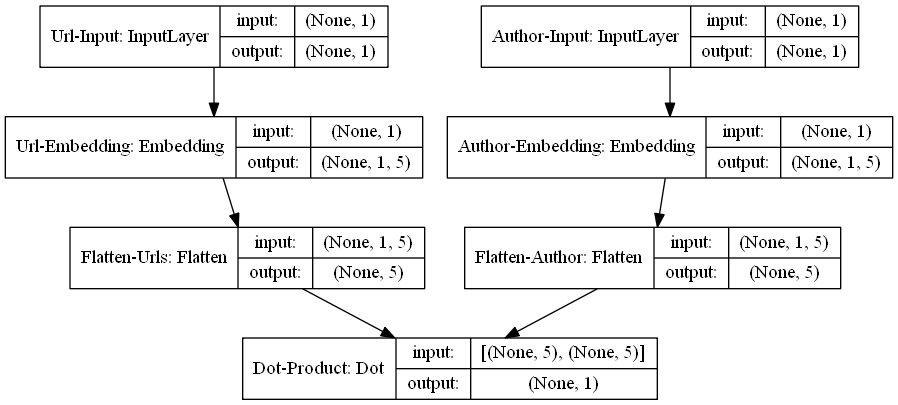 Url-Input: InputLayer
input: (None, 1)
output: (None, 1)
Author-Input: InputLayer
input: (None, 1)
output: (None, 1)
Url-Embedding: Embedding
input: (None, 1)
output: (None, 1, 5)
Author-Embedding: Embedding
input: (None, 1)
output: (None, 1, 5)
Flatten-Urls: Flatten
input: (None, 1, 5)
output: (None, 5)
Flatten-Author: Flatten
input: (None, 1, 5)
output: (None, 5)
Dot-Product: Dot
input: [(None, 5), (None, 5)]
output: (None, 1)